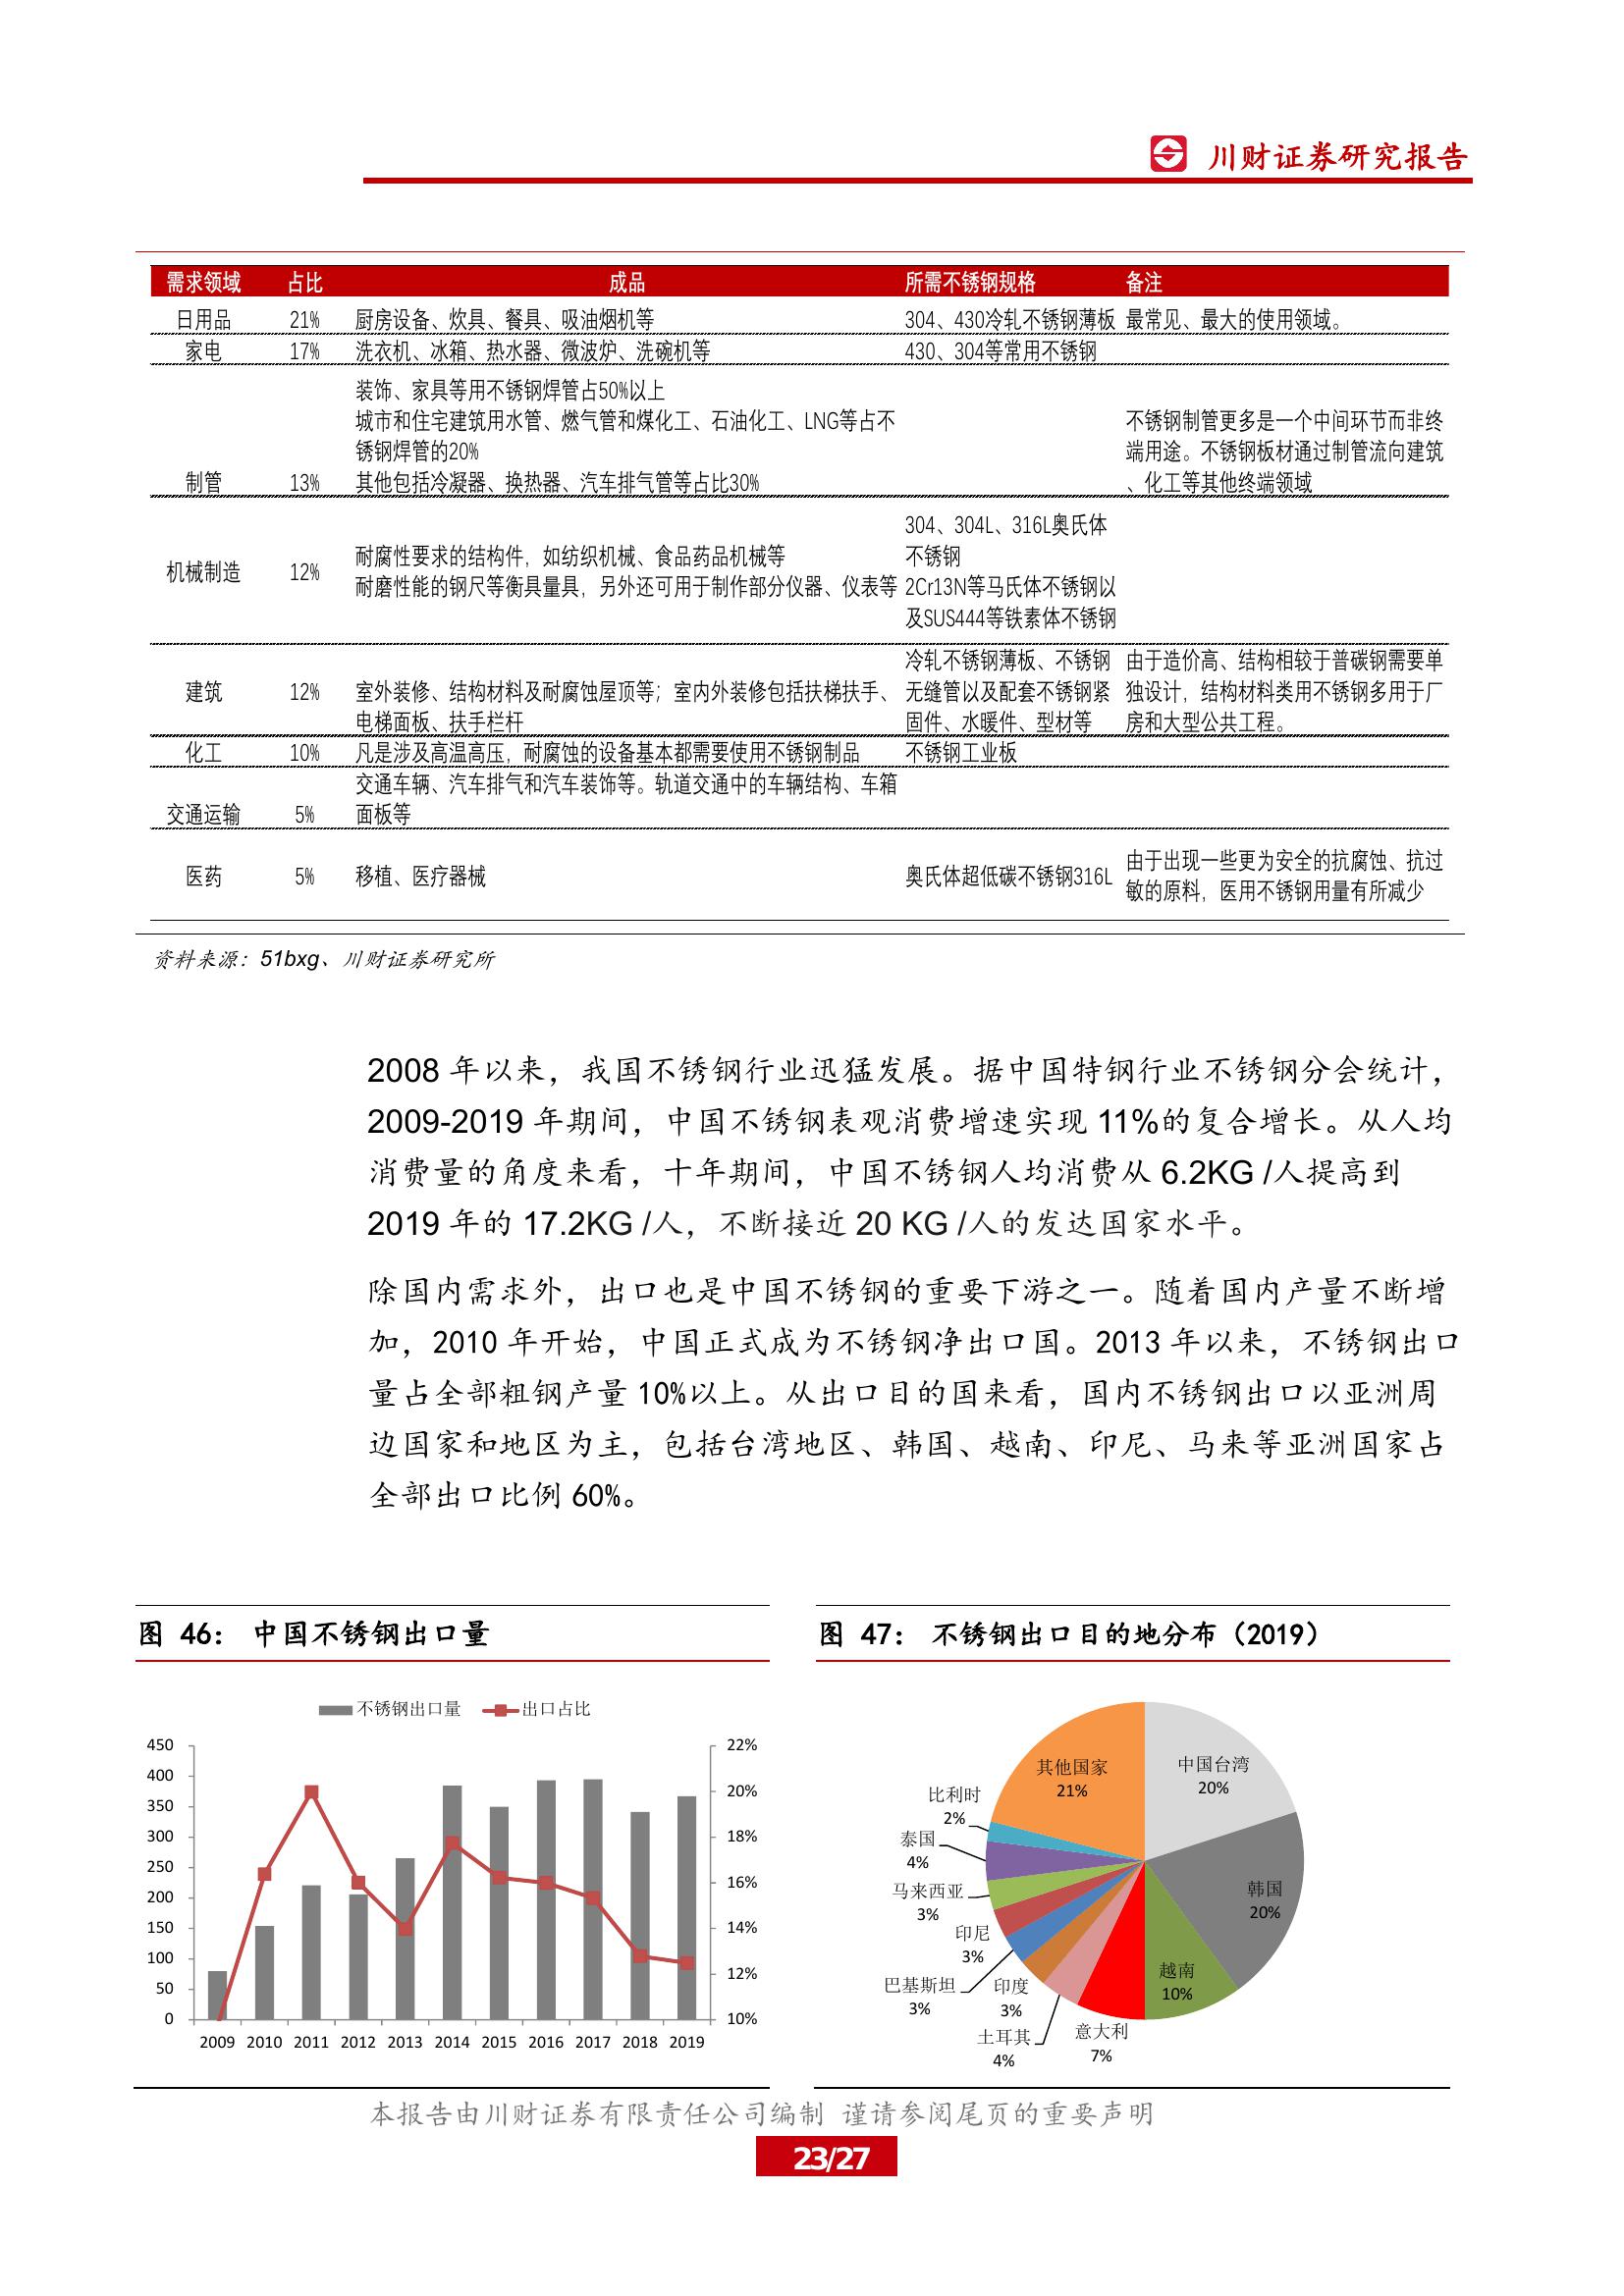 川财证券研究报告
需求领域 占比 成品 所需不锈钢规格 备注
日用品 21% 厨房设备、炊具、餐具、吸油烟机等 304、430冷轧不锈钢薄板 最常见、最大的使用领域。
家电 17% 洗衣机、冰箱、热水器、微波炉、洗碗机等 430、304等常用不锈钢
装饰、家具等用不锈钢焊管占50%以上
城市和住宅建筑用水管、燃气管和煤化工、石油化工、LNG等占不 不锈钢制管更多是一个中间环节而非终
锈钢焊管的20% 端用途。不锈钢板材通过制管流向建筑
制管 13% 其他包括冷凝器、换热器、汽车排气管等占比30% 、化工等其他终端领域
304、304L、316L奥氏体
耐腐性要求的结构件，如纺织机械、食品药品机械等 不锈钢
机械制造 12%
耐磨性能的钢尺等衡具量具，另外还可用于制作部分仪器、仪表等 2Cr13N等马氏体不锈钢以
及SUS444等铁素体不锈钢
冷轧不锈钢薄板、不锈钢 由于造价高、结构相较于普碳钢需要单
建筑 12% 室外装修、结构材料及耐腐蚀屋顶等；室内外装修包括扶梯扶手、 无缝管以及配套不锈钢紧 独设计，结构材料类用不锈钢多用于厂
电梯面板、扶手栏杆 固件、水暖件、型材等 房和大型公共工程。
化工 10% 凡是涉及高温高压，耐腐蚀的设备基本都需要使用不锈钢制品 不锈钢工业板
交通车辆、汽车排气和汽车装饰等。轨道交通中的车辆结构、车箱
交通运输 5% 面板等
由于出现一些更为安全的抗腐蚀、抗过
医药 5% 移植、医疗器械 奥氏体超低碳不锈钢316L
敏的原料，医用不锈钢用量有所减少
资料来源：51bxg、川财证券研究所
2008 年以来，我国不锈钢行业迅猛发展。据中国特钢行业不锈钢分会统计，
2009-2019 年期间，中国不锈钢表观消费增速实现 11%的复合增长。从人均
消费量的角度来看，十年期间，中国不锈钢人均消费从 6.2KG /人提高到
2019 年的 17.2KG /人，不断接近 20 KG /人的发达国家水平。
除国内需求外，出口也是中国不锈钢的重要下游之一。随着国内产量不断增
加，2010 年开始，中国正式成为不锈钢净出口国。2013 年以来，不锈钢出口
量占全部粗钢产量 10%以上。从出口目的国来看，国内不锈钢出口以亚洲周
边国家和地区为主，包括台湾地区、韩国、越南、印尼、马来等亚洲国家占
全部出口比例 60%。
图 46： 中国不锈钢出口量
不锈钢出口量 出口占比
450 22%
400
20%
350
18%
300
250
16%
200
150 14%
100
12%
50
0 10%
2009 2010 2011 2012 2013 2014 2015 2016 2017 2018 2019
图 47： 不锈钢出口目的地分布（2019）
中国台湾
20%
韩国
20%
越南
10%
意大利
7%
土耳其
4%
印度
3%
巴基斯坦
3%
印尼
3%
马来西亚
3%
泰国
4%
比利时
2%
其他国家
21%
本报告由川财证券有限责任公司编制 谨请参阅尾页的重要声明
23/27